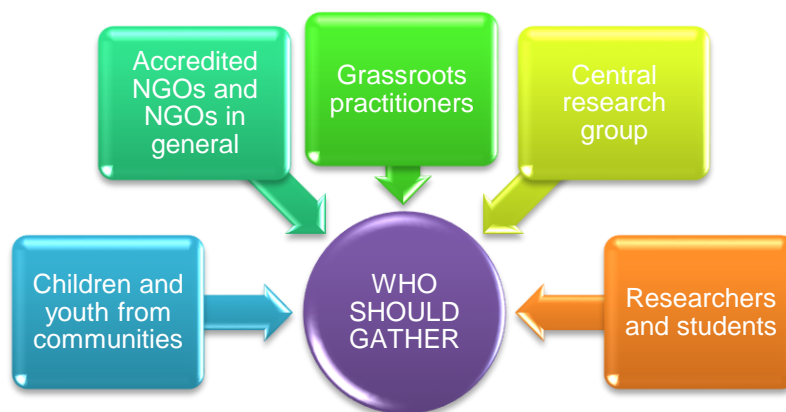 Accredited
NGOs and
NGOs in
general
Grassroots
practitioners
Central
research
group
Children and
youth from
communities
WHO
SHOULD
GATHER
Researchers
and students